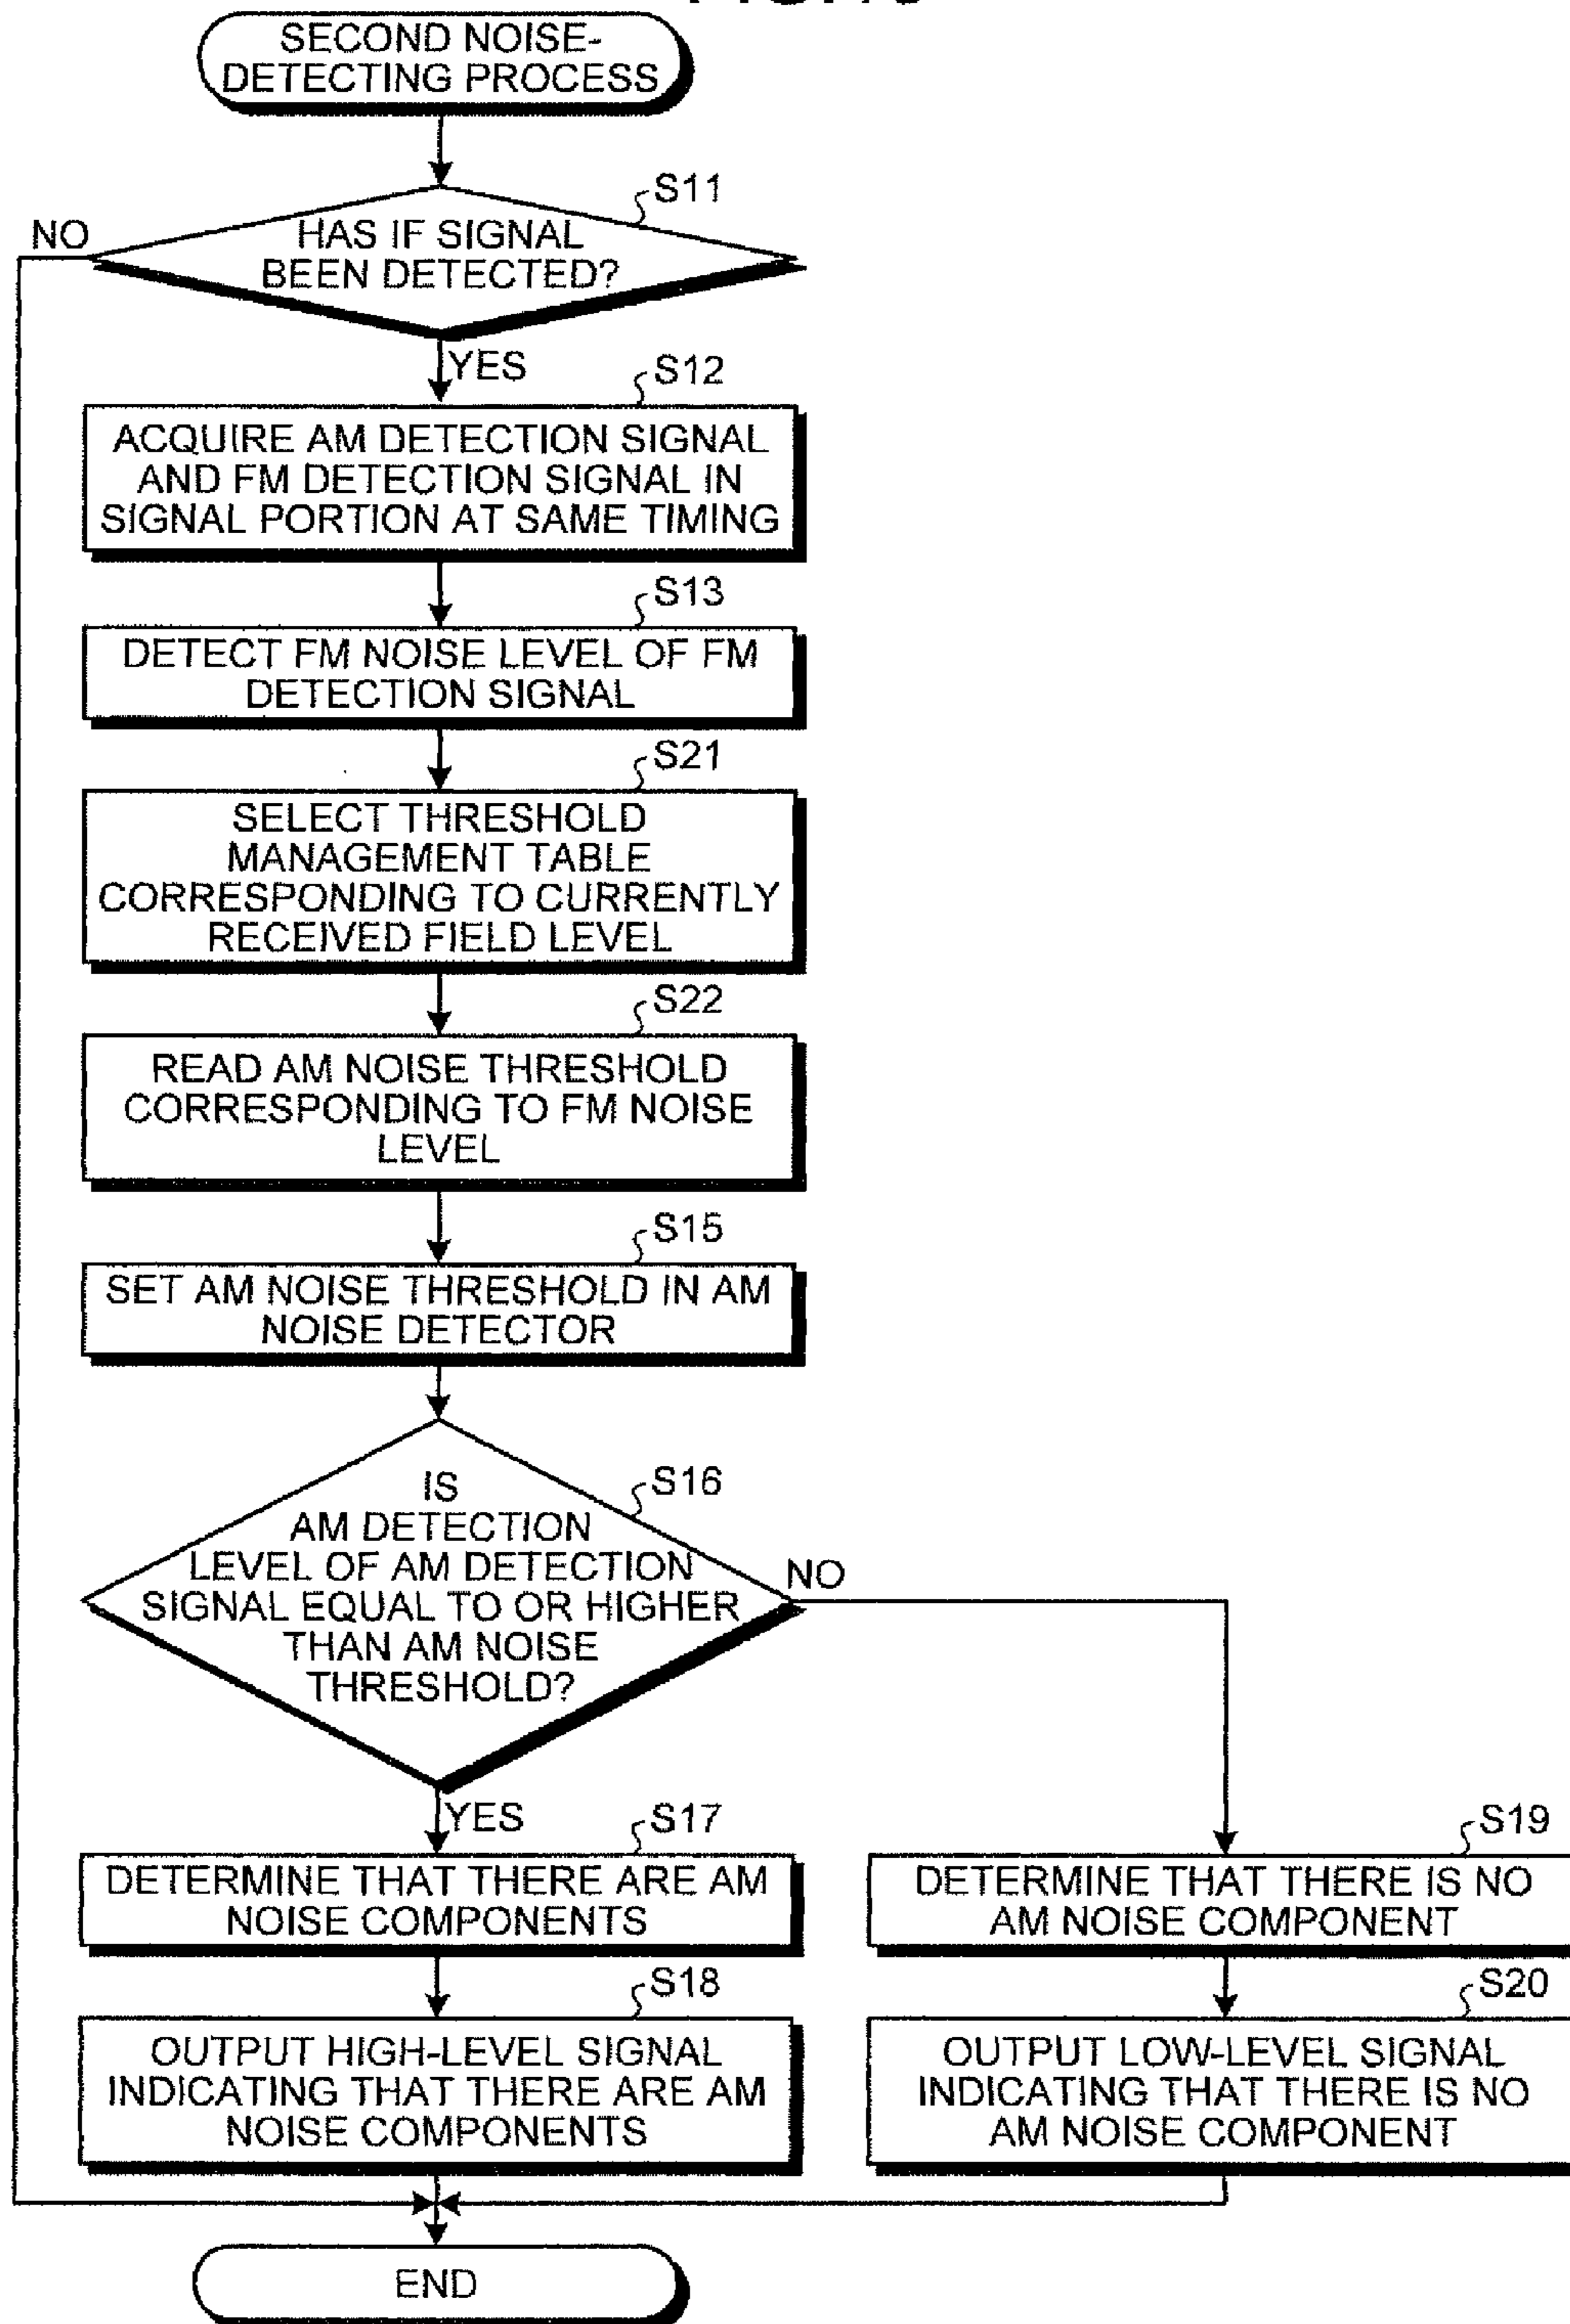 SECOND NOISE-
DETECTING PROCESS
S11
NO
HAS IF SIGNAL
BEEN DETECTED?
YES
S12
ACQUIRE AM DETECTION SIGNAL
AND FM DETECTION SIGNAL IN
SIGNAL PORTION AT SAME TIMING
S13
DETECT FM NOISE LEVEL OF FM
DETECTION SIGNAL
S21
SELECT THRESHOLD
MANAGEMENT TABLE
CORRESPONDING TO CURRENTLY
RECEIVED FIELD LEVEL
S22
READ AM NOISE THRESHOLD
CORRESPONDING TO FM NOISE
LEVEL
S15
SET AM NOISE THRESHOLD IN AM
NOISE DETECTOR
S16
IS
AM DETECTION
LEVEL OF AM DETECTION
SIGNAL EQUAL TO OR HIGHER
THAN AM NOISE
THRESHOLD?
NO
YES
S17
DETERMINE THAT THERE ARE AM
NOISE COMPONENTS
S19
DETERMINE THAT THERE IS NO
AM NOISE COMPONENT
S18
OUTPUT HIGH-LEVEL SIGNAL
INDICATING THAT THERE ARE AM
NOISE COMPONENTS
S20
OUTPUT LOW-LEVEL SIGNAL
INDICATING THAT THERE IS NO
AM NOISE COMPONENT
END